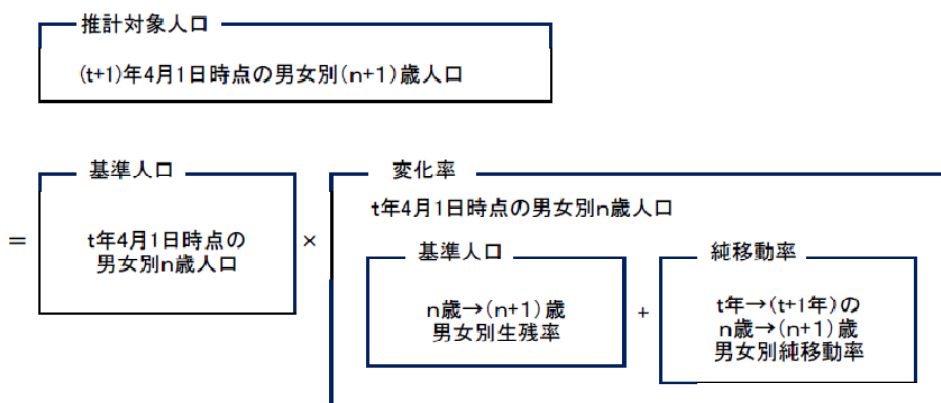 推計対象人口
(t+1)年4月1日時点の男女別(n+1)歳人口
基準人口
変化率
t年4月1日時点の男女別n歳人口
=
t年4月1日時点の
男女別n歳人口
×
基準人口
n歳→(n+1)歳
男女別生残率
+
純移動率
t年→(t+1年)の
n歳→(n+1)歳
男女別純移動率